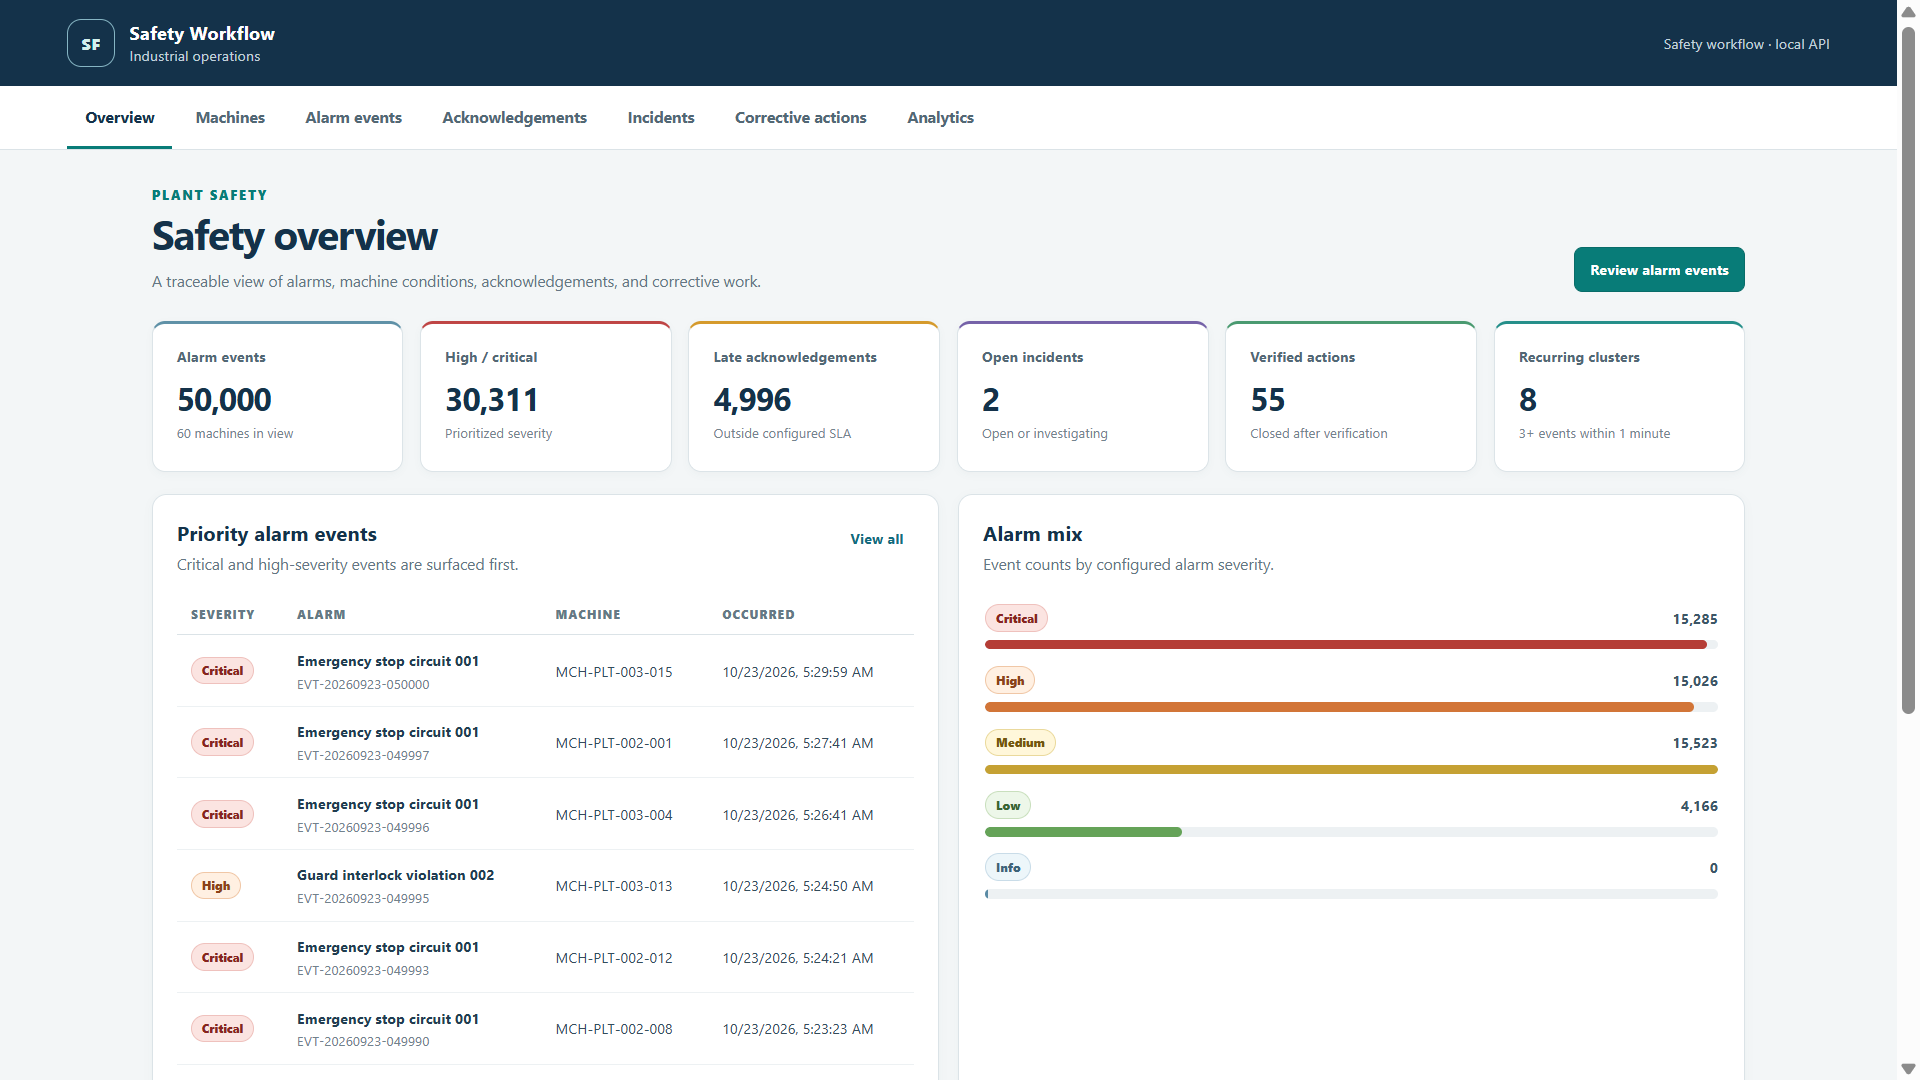 SF
Safety Workflow
Industrial operations
Safety workflow · local API
Overview
Machines
Alarm events
Acknowledgements
Incidents
Corrective actions
Analytics
PLANT SAFETY
Safety overview
A traceable view of alarms, machine conditions, acknowledgements, and corrective work.
Review alarm events
Alarm events
50,000
60 machines in view
High / critical
30,311
Prioritized severity
Late acknowledgements
4,996
Outside configured SLA
Open incidents
2
Open or investigating
Verified actions
55
Closed after verification
Recurring clusters
8
3+ events within 1 minute
Priority alarm events
Critical and high-severity events are surfaced first.
View all
SEVERITY ALARM MACHINE OCCURRED
Critical Emergency stop circuit 001 MCH-PLT-003-015 10/23/2026, 5:29:59 AM
EVT-20260923-050000
Critical Emergency stop circuit 001 MCH-PLT-002-001 10/23/2026, 5:27:41 AM
EVT-20260923-049997
Critical Emergency stop circuit 001 MCH-PLT-003-004 10/23/2026, 5:26:41 AM
EVT-20260923-049996
High Guard interlock violation 002 MCH-PLT-003-013 10/23/2026, 5:24:50 AM
EVT-20260923-049995
Critical Emergency stop circuit 001 MCH-PLT-002-012 10/23/2026, 5:24:21 AM
EVT-20260923-049993
Critical Emergency stop circuit 001 MCH-PLT-002-008 10/23/2026, 5:23:23 AM
EVT-20260923-049990
Alarm mix
Event counts by configured alarm severity.
Critical 15,285
High 15,026
Medium 15,523
Low 4,166
Info 0